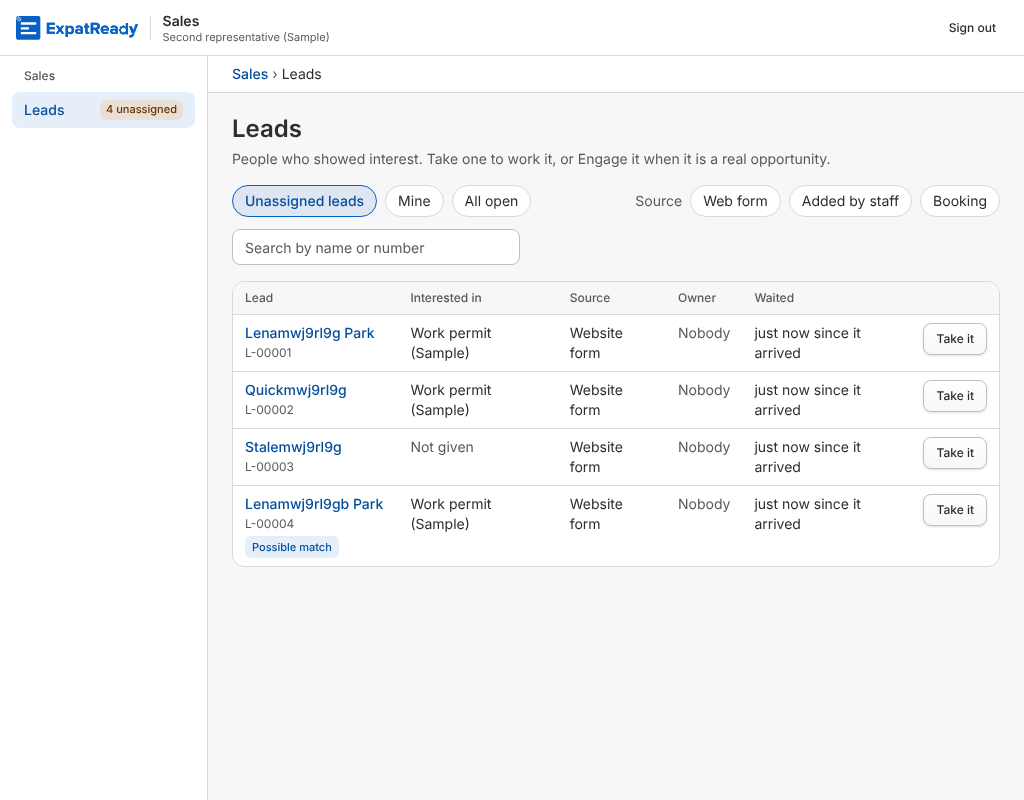 ExpatReady
Sales
Second representative (Sample)
Sign out
Sales
Leads
4 unassigned
Sales › Leads
Leads
People who showed interest. Take one to work it, or Engage it when it is a real opportunity.
Unassigned leads
Mine
All open
Source
Web form
Added by staff
Booking
Search by name or number
Lead
Interested in
Source
Owner
Waited
Lenamwj9rl9g Park
L-00001
Work permit
(Sample)
Website
form
Nobody
just now since it
arrived
Take it
Quickmwj9rl9g
L-00002
Work permit
(Sample)
Website
form
Nobody
just now since it
arrived
Take it
Stalemwj9rl9g
L-00003
Not given
Website
form
Nobody
just now since it
arrived
Take it
Lenamwj9rl9gb Park
L-00004
Possible match
Work permit
(Sample)
Website
form
Nobody
just now since it
arrived
Take it